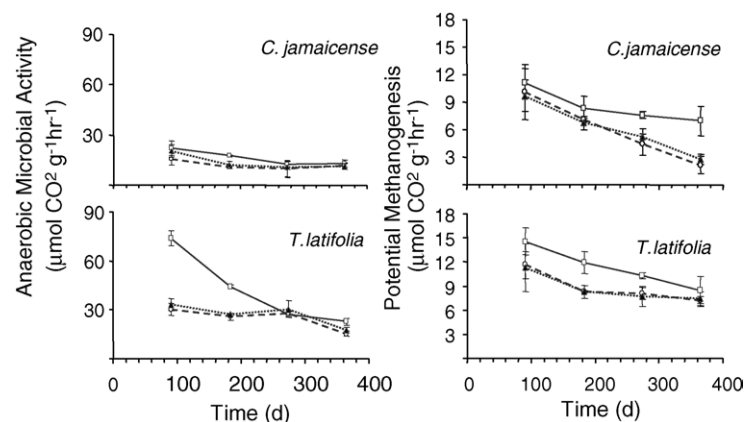 Anaerobic Microbial Activity
(μmol CO² g⁻¹hr⁻¹)
90
60
30
C. jamaicense
90
60
30
0
100
200
300
400
T. latifolia
Time (d)
Potential Methanogenesis
(μmol CO² g⁻¹hr⁻¹)
18
15
12
9
6
3
C.jamaicense
18
15
12
9
6
3
0
100
200
300
400
T.latifolia
Time (d)